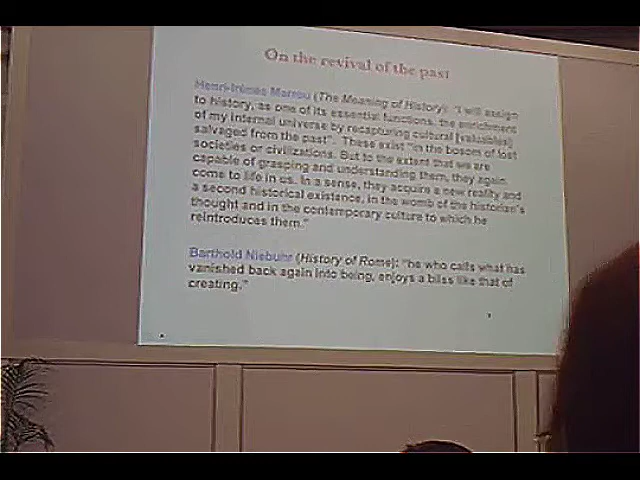 On the revival of the past
Henri-Irénée Marrou (The Meaning of History): "I will assign
to history, as one of its essential functions, the enrichment
of my internal universe by recapturing cultural [valuables]
salvaged from the past". These exist "in the bosom of lost
societies or civilizations. But to the extent that we are
capable of grasping and understanding them, they again
come to life in us. In a sense, they acquire a new reality and
a second historical existence, in the womb of the historian's
thought and in the contemporary culture to which he
reintroduces them."
Barthold Niebuhr (History of Rome): "he who calls what has
vanished back again into being, enjoys a bliss like that of
creating."